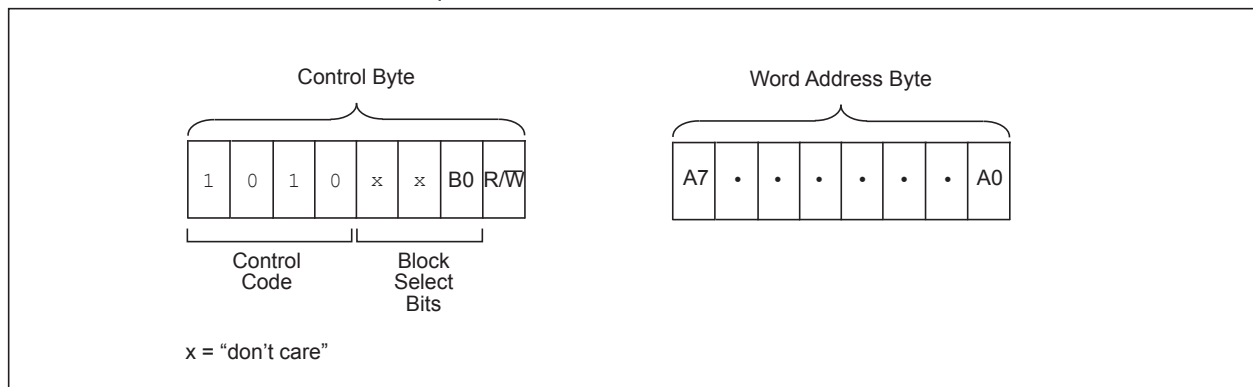 Control Byte
1 0 1 0 x x B0 R/W̅
Control
Code
Block
Select
Bits
x = “don’t care”
Word Address Byte
A7 • • • • • • A0